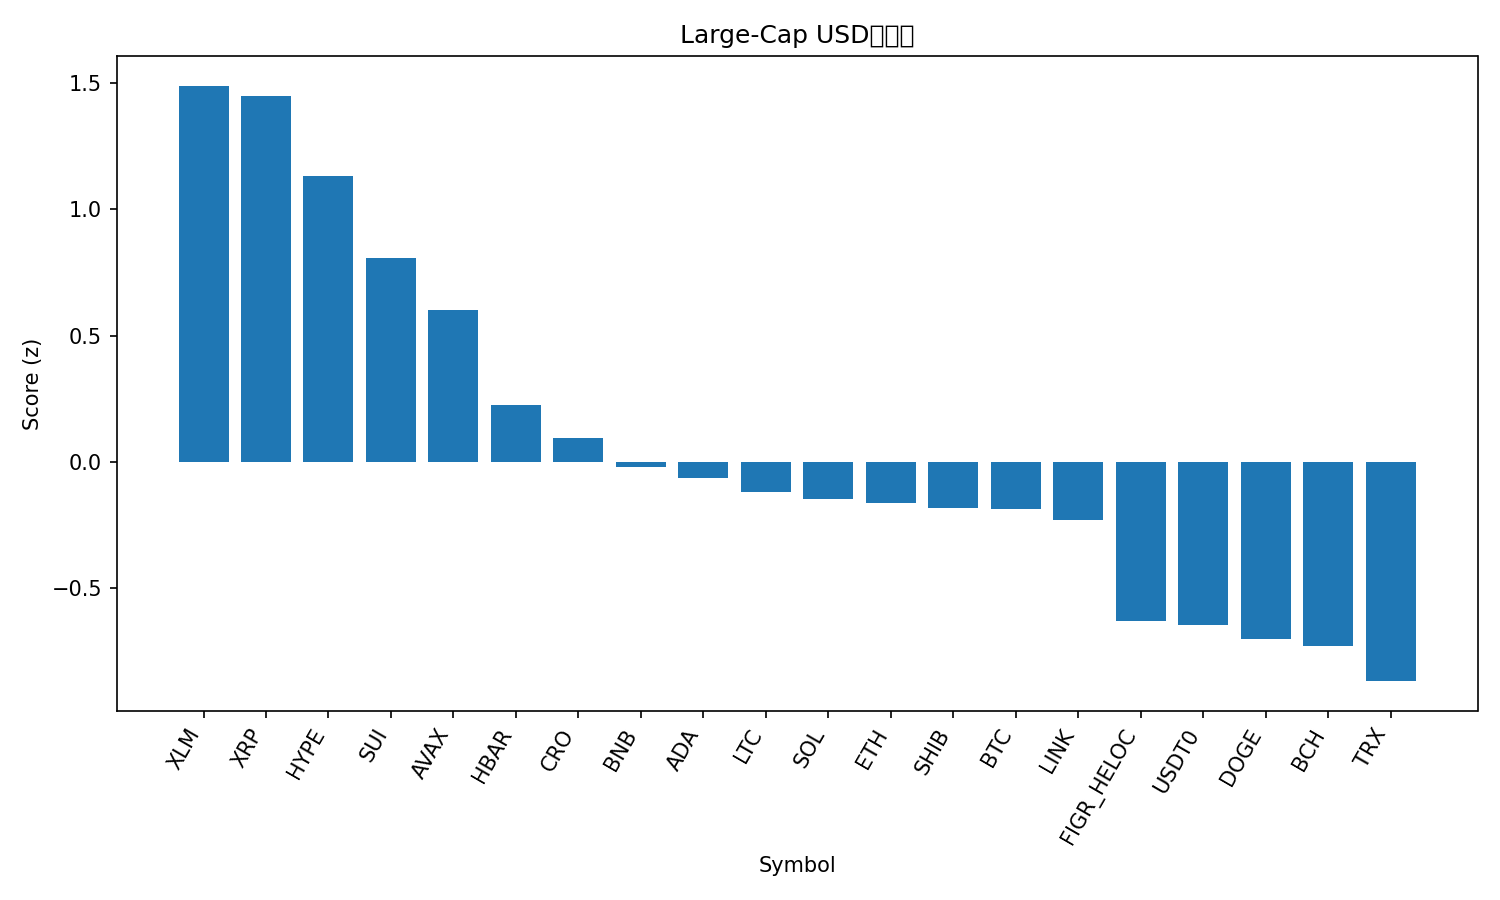 Large-Cap USD
Score (z)
1.5
1.0
0.5
0.0
−0.5
XLM
XRP
HYPE
SUI
AVAX
HBAR
CRO
BNB
ADA
LTC
SOL
ETH
SHIB
BTC
LINK
FIGR_HELOC
USDT0
DOGE
BCH
TRX
Symbol